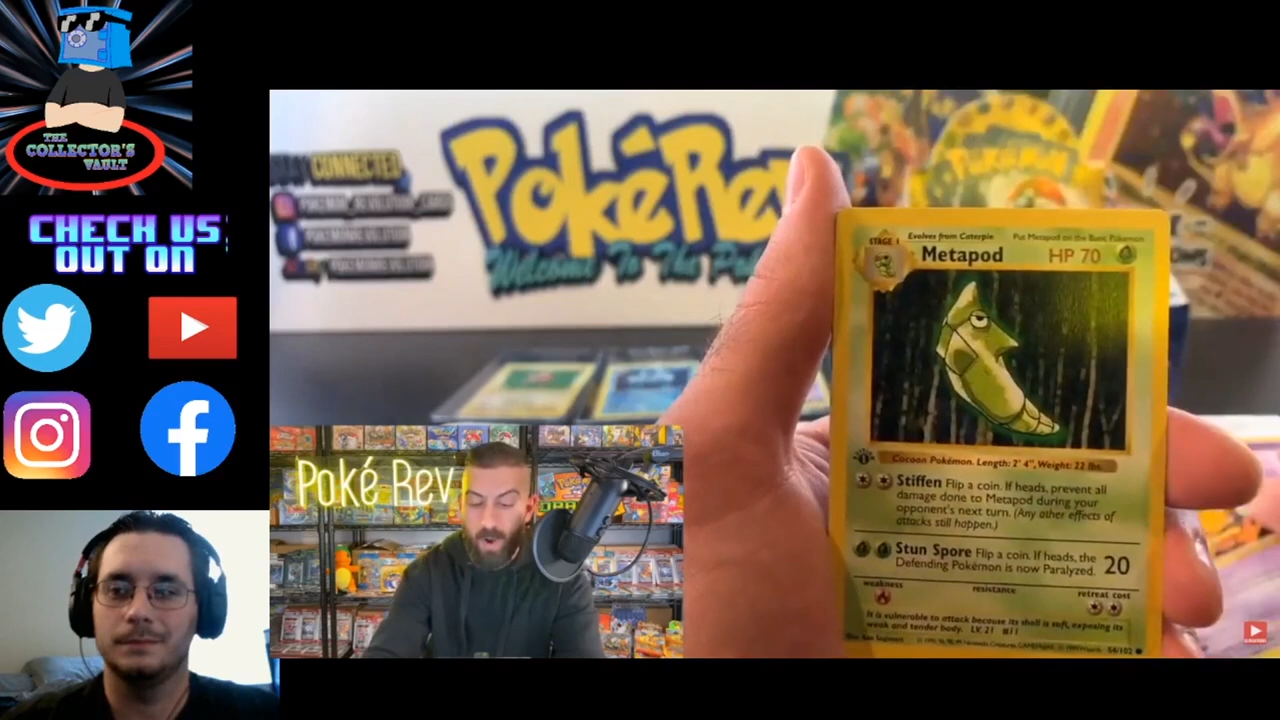 THE
COLLECTOR'S
VAULT
CHECK US
OUT ON
CONNECTED
PokéRev
Welcome To The
Poké Rev
STAGE 1
Evolves from Caterpie
Put Metapod on the Basic Pokémon
Metapod HP 70
Cocoon Pokémon. Length: 2' 4", Weight: 22 lbs.
Stiffen Flip a coin. If heads, prevent all
damage done to Metapod during your
opponent's next turn. (Any other effects of
attacks still happen.)
Stun Spore Flip a coin. If heads, the
Defending Pokémon is now Paralyzed. 20
weakness resistance retreat cost
It is vulnerable to attack because its shell is soft, exposing its
weak and tender body. LV. 21 #11
54/102